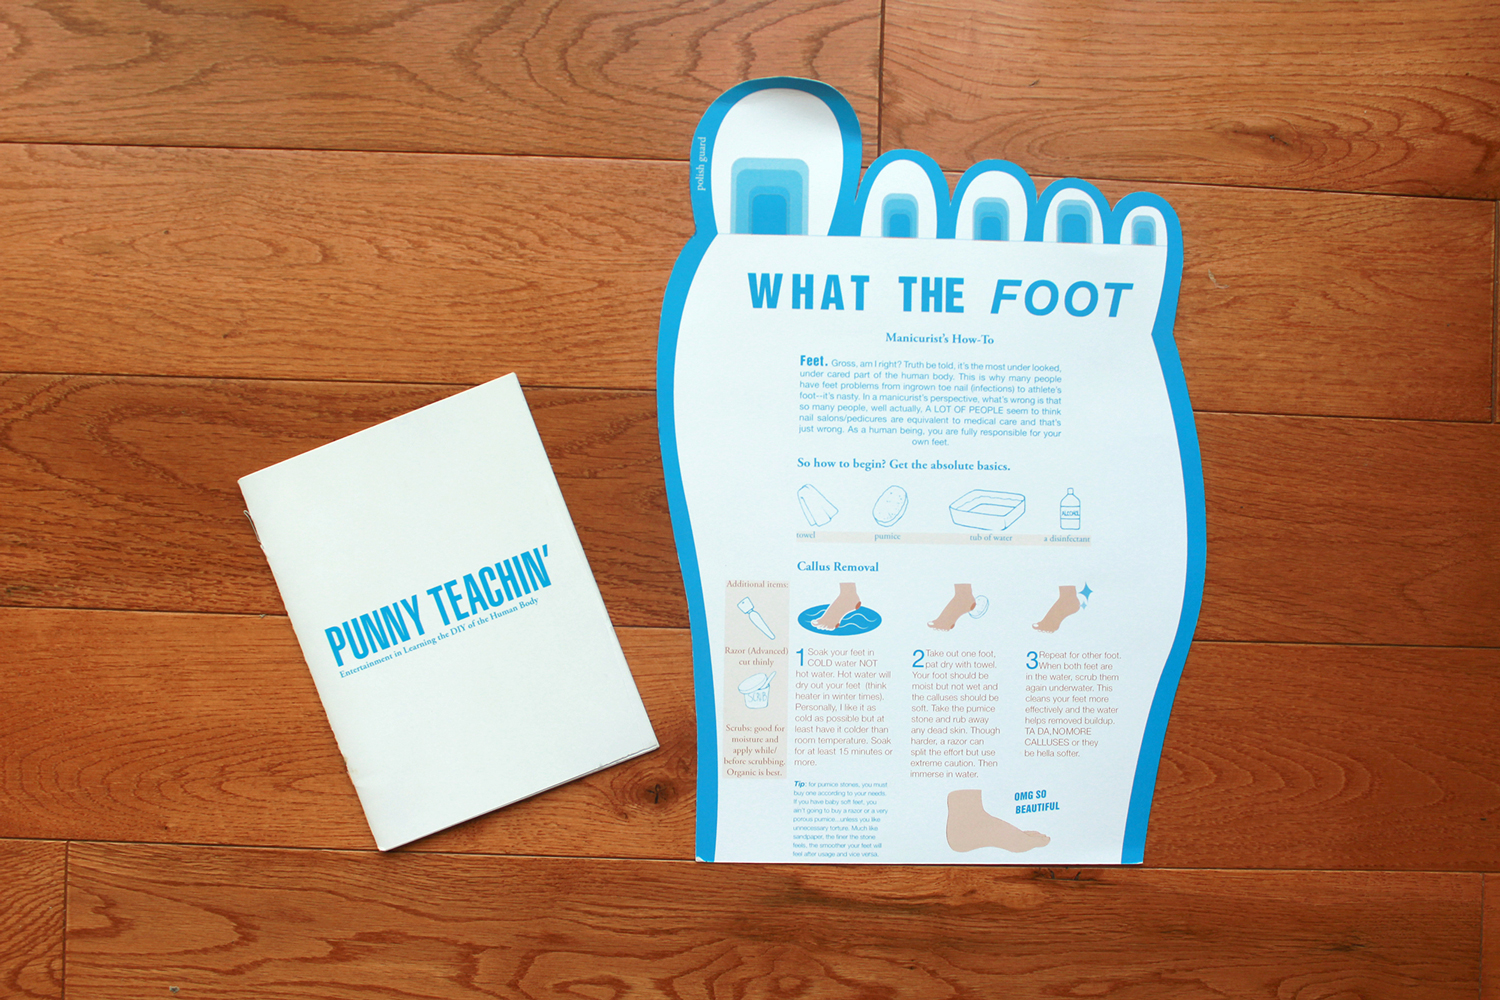 PUNNY TEACHIN'
Entertainment in Learning the DIY of the Human Body
polish guard
WHAT THE FOOT
Manicurist's How-To
Feet. Gross, am I right? Truth be told, it's the most under looked,
under cared part of the human body. This is why many people
have feet problems from ingrown toe nail (infections) to athlete's
foot--it's nasty. In a manicurist's perspective, what's wrong is that
so many people, well actually, A LOT OF PEOPLE seem to think
nail salons/pedicures are equivalent to medical care and that's
just wrong. As a human being, you are fully responsible for your
own feet.
So how to begin? Get the absolute basics.
ALCOHOL
towel
pumice
tub of water
a disinfectant
Callus Removal
Additional items:
Razor (Advanced)
cut thinly
SCRUB
Scrubs: good for
moisture and
apply while/
before scrubbing.
Organic is best.
1 Soak your feet in
COLD water NOT
hot water. Hot water will
dry out your feet (think
heater in winter times).
Personally, I like it as
cold as possible but at
least have it colder than
room temperature. Soak
for at least 15 minutes or
more.
2 Take out one foot,
pat dry with towel.
Your foot should be
moist but not wet and
the calluses should be
soft. Take the pumice
stone and rub away
any dead skin. Though
harder, a razor can
split the effort but use
extreme caution. Then
immerse in water.
3 Repeat for other foot.
When both feet are
in the water, scrub them
again underwater. This
cleans your feet more
effectively and the water
helps removed buildup.
TA DA,NOMORE
CALLUSES or they
be hella softer.
Tip: for pumice stones, you must
buy one according to your needs.
If you have baby soft feet, you
ain't going to buy a razor or a very
porous pumice...unless you like
unnecessary torture. Much like
sandpaper, the finer the stone
feels, the smoother your feet will
feel after usage and vice versa.
OMG SO
BEAUTIFUL